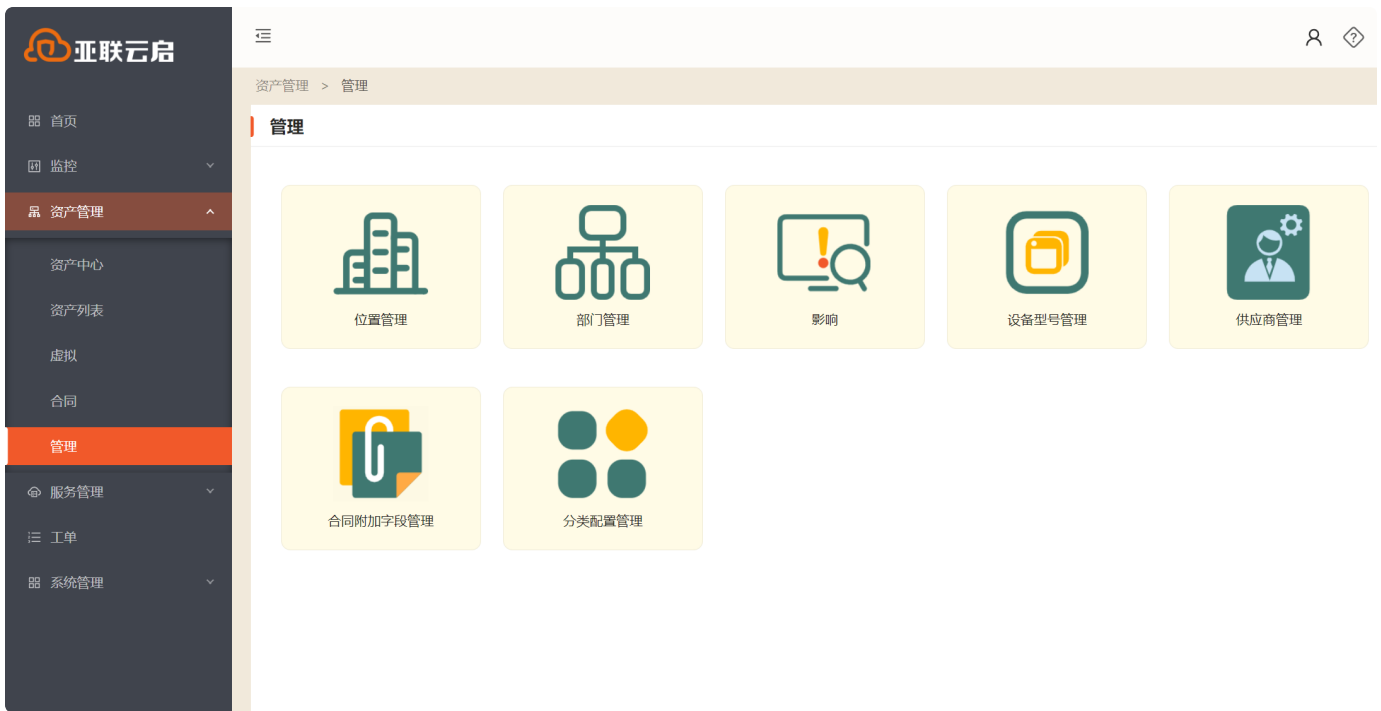 亚联云启
首页
监控
资产管理
资产中心
资产列表
虚拟
合同
管理
服务管理
工单
系统管理
资产管理 > 管理
管理
位置管理
部门管理
影响
设备型号管理
供应商管理
合同附加字段管理
分类配置管理